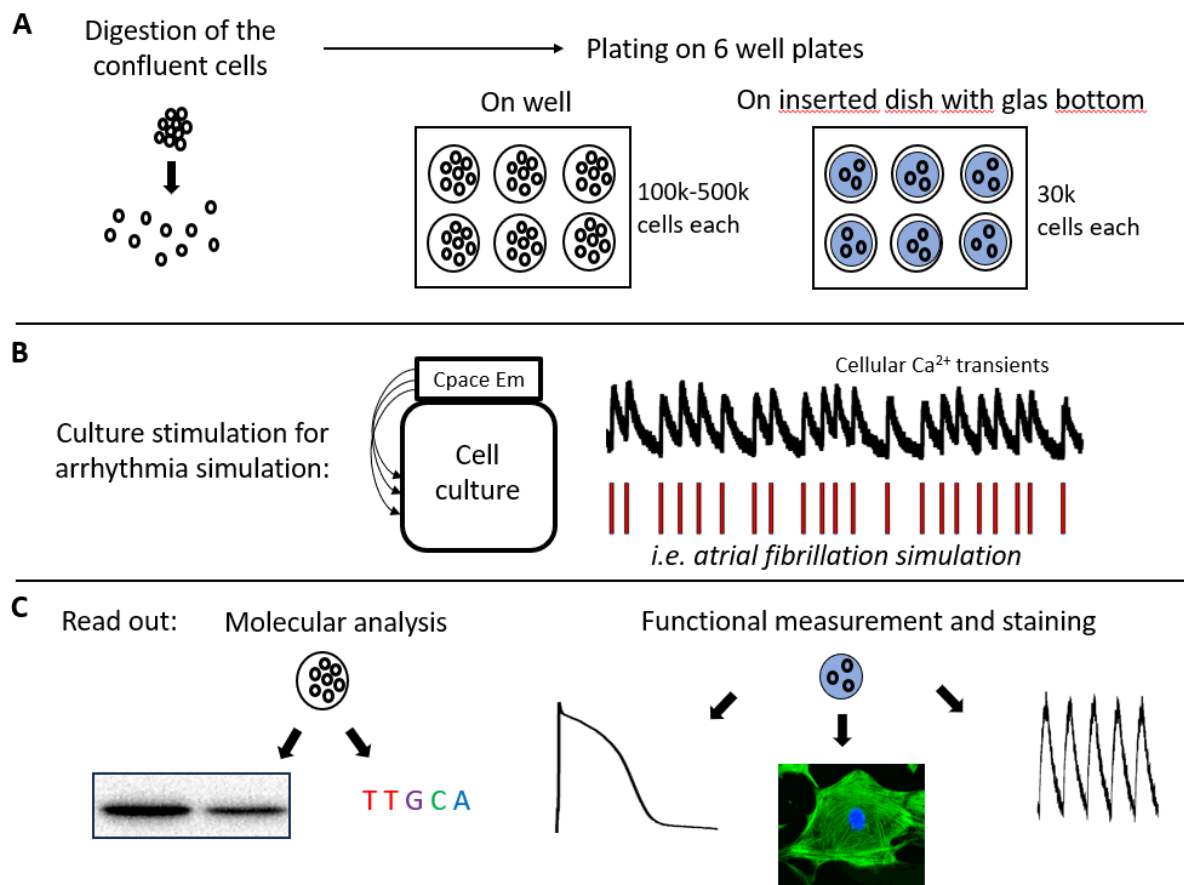 A
Digestion of the
confluent cells
Plating on 6 well plates
On well
On inserted dish with glas bottom
100k-500k
cells each
30k
cells each
B
Culture stimulation for
arrhythmia simulation:
Cpace Em
Cell
culture
Cellular Ca²⁺ transients
i.e. atrial fibrillation simulation
C
Read out:
Molecular analysis
Functional measurement and staining
T T G C A